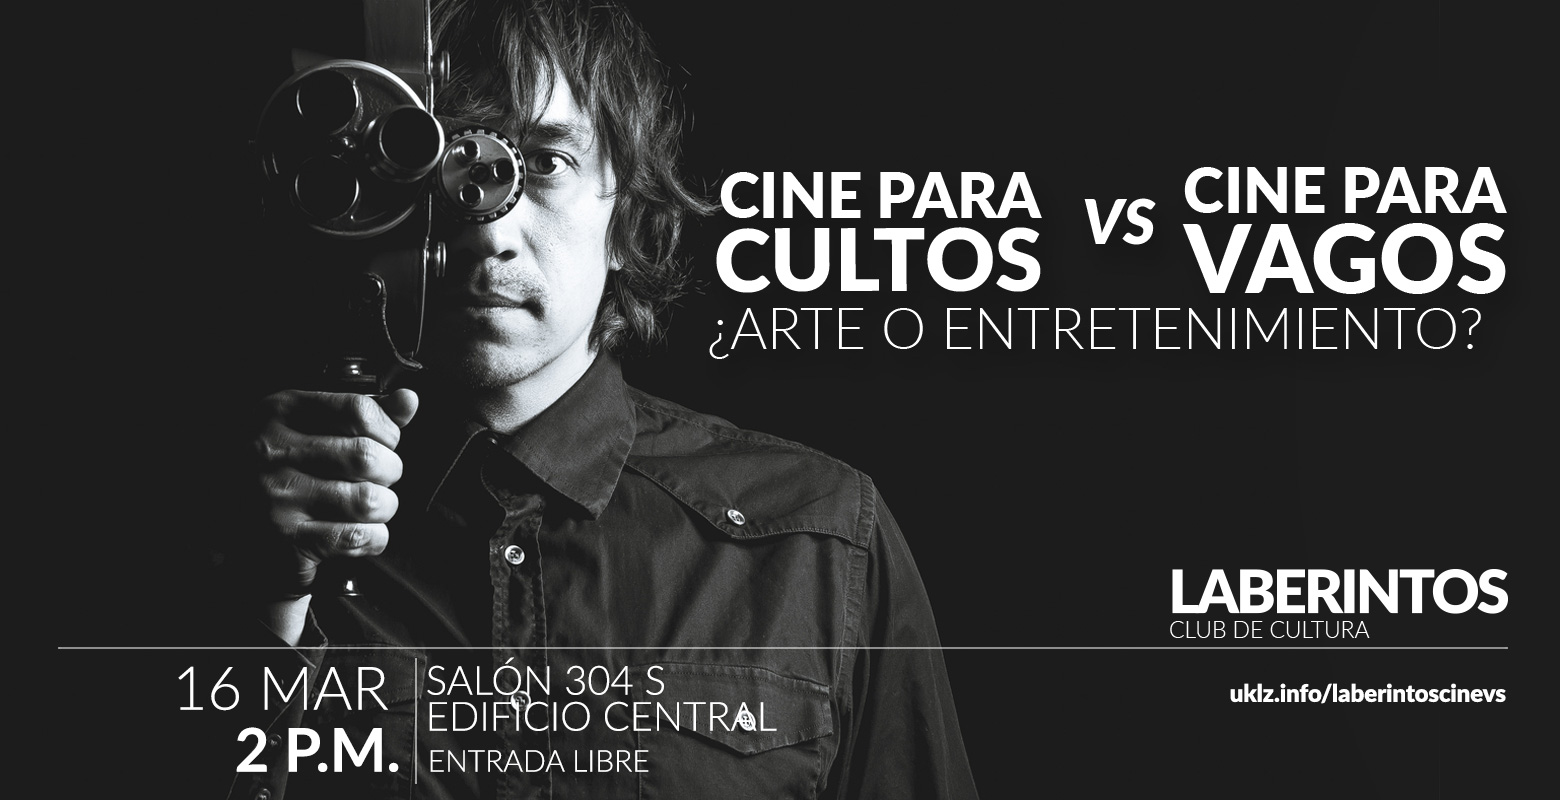 CINE PARA
CULTOS
VS
CINE PARA
VAGOS
¿ARTE O ENTRETENIMIENTO?
LABERINTOS
CLUB DE CULTURA
16 MAR
2 P.M.
SALÓN 304 S
EDIFICIO CENTRAL
ENTRADA LIBRE
uklz.info/laberintoscinevs